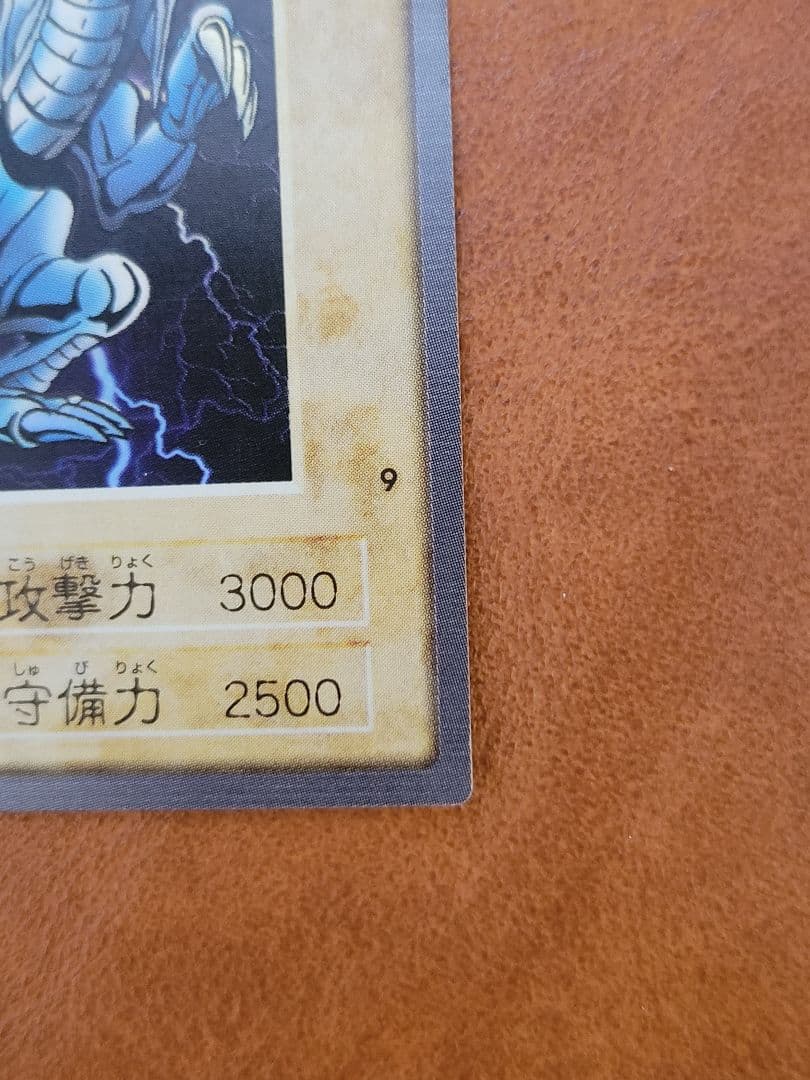 9
こう げき りょく
攻撃力 3000
しゅ び りょく
守備力 2500